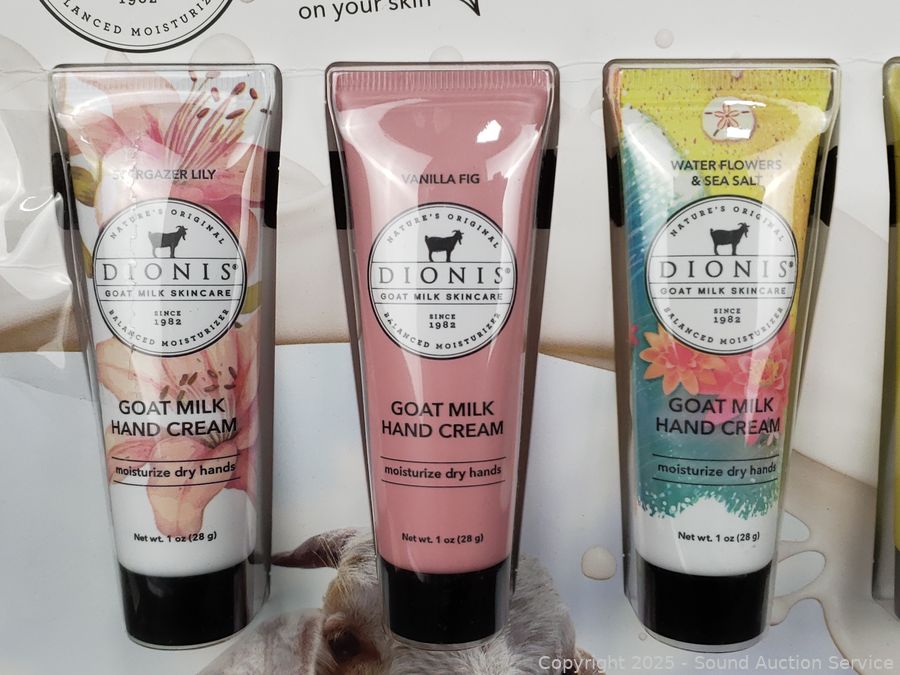 1982
BALANCED MOISTURIZ
on your skin
STARGAZER LILY
NATURE'S ORIGINAL
DIONIS®
GOAT MILK SKINCARE
SINCE
1982
BALANCED MOISTURIZER
GOAT MILK
HAND CREAM
moisturize dry hands
Net wt. 1 oz (28 g)
VANILLA FIG
NATURE'S ORIGINAL
DIONIS®
GOAT MILK SKINCARE
SINCE
1982
BALANCED MOISTURIZER
GOAT MILK
HAND CREAM
moisturize dry hands
Net wt. 1 oz (28 g)
WATER FLOWERS
& SEA SALT
NATURE'S ORIGINAL
DIONIS®
GOAT MILK SKINCARE
SINCE
1982
BALANCED MOISTURIZER
GOAT MILK
HAND CREAM
moisturize dry hands
Net wt. 1 oz (28 g)
Copyright 2025 - Sound Auction Service